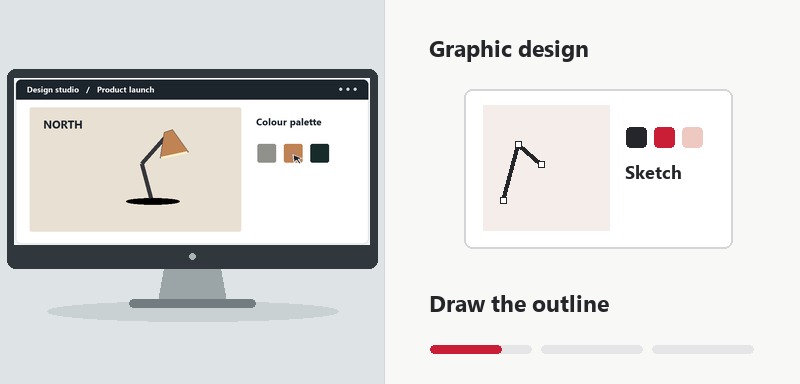 Design studio / Product launch
NORTH
Colour palette
Graphic design
Sketch
Draw the outline